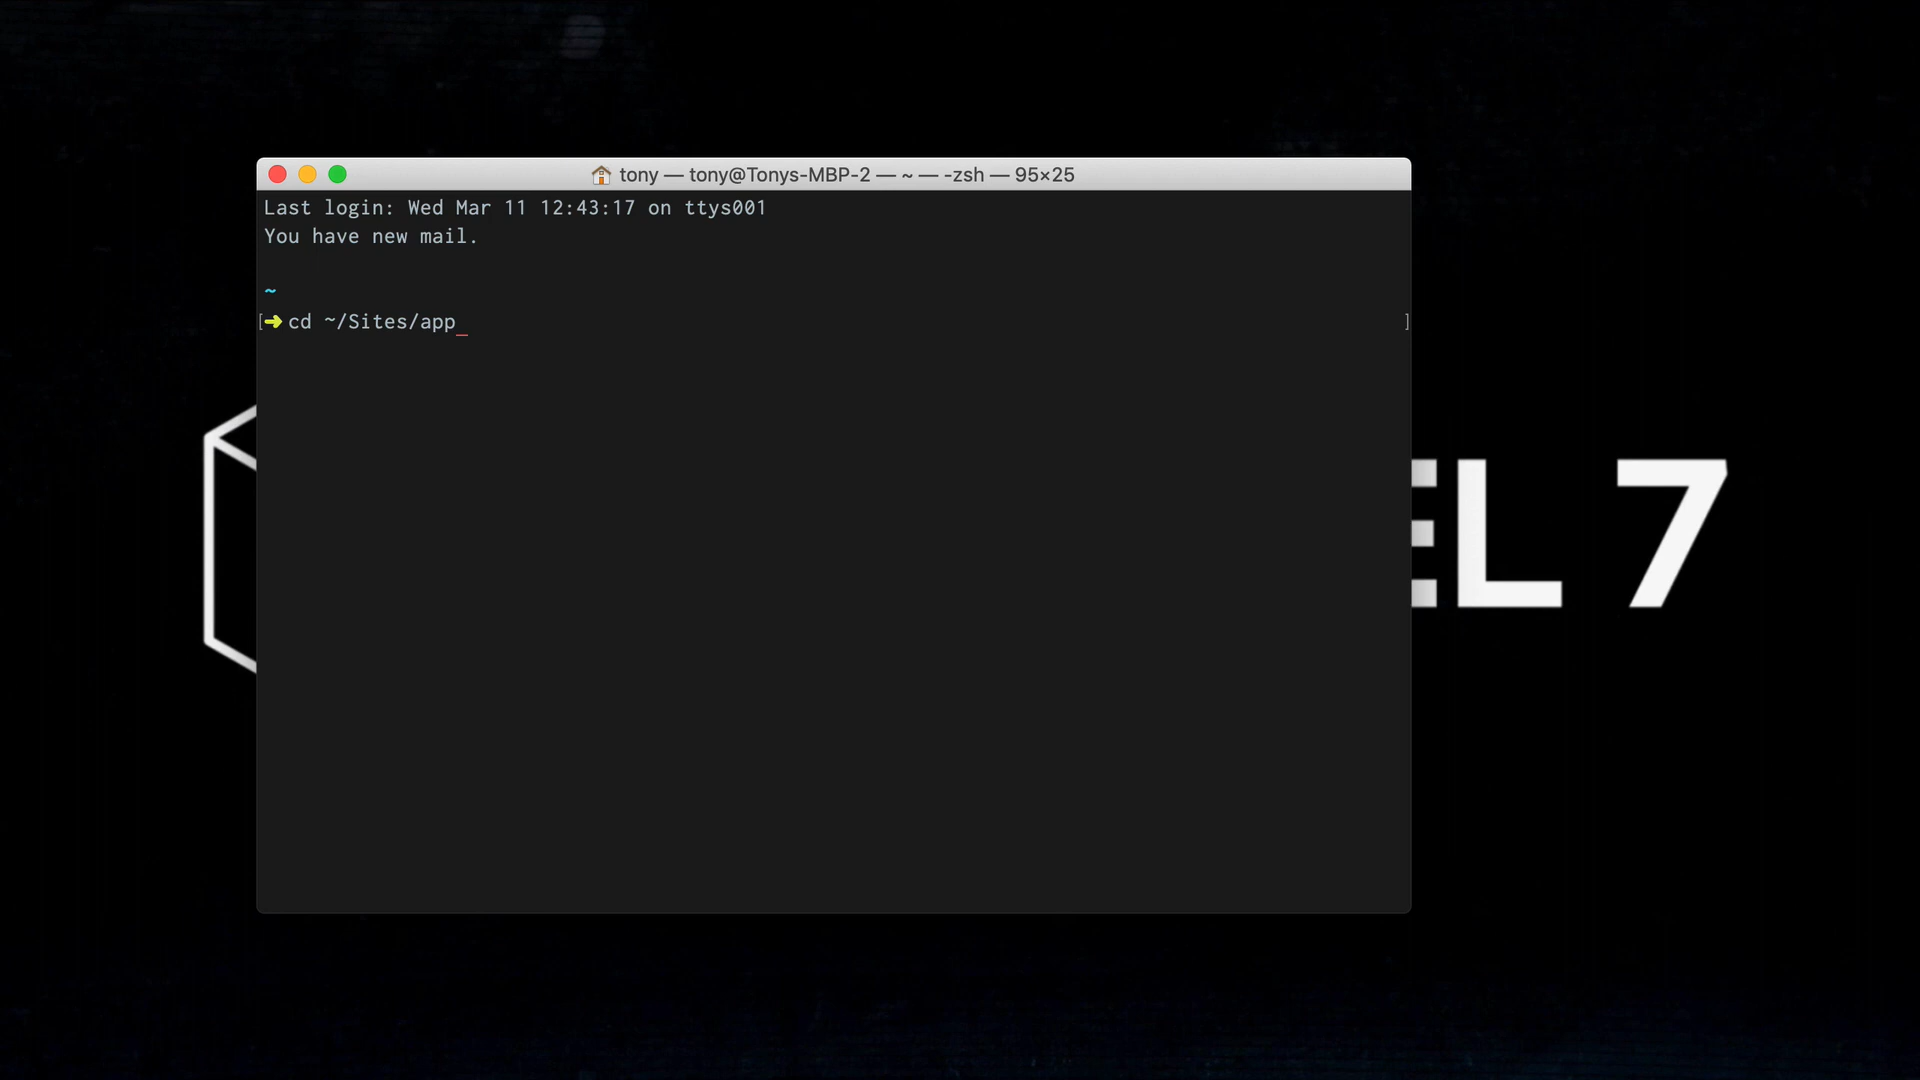 tony — tony@Tonys-MBP-2 — ~ — -zsh — 95×25
Last login: Wed Mar 11 12:43:17 on ttys001
You have new mail.
~
[➜ cd ~/Sites/app_ ]
EL 7